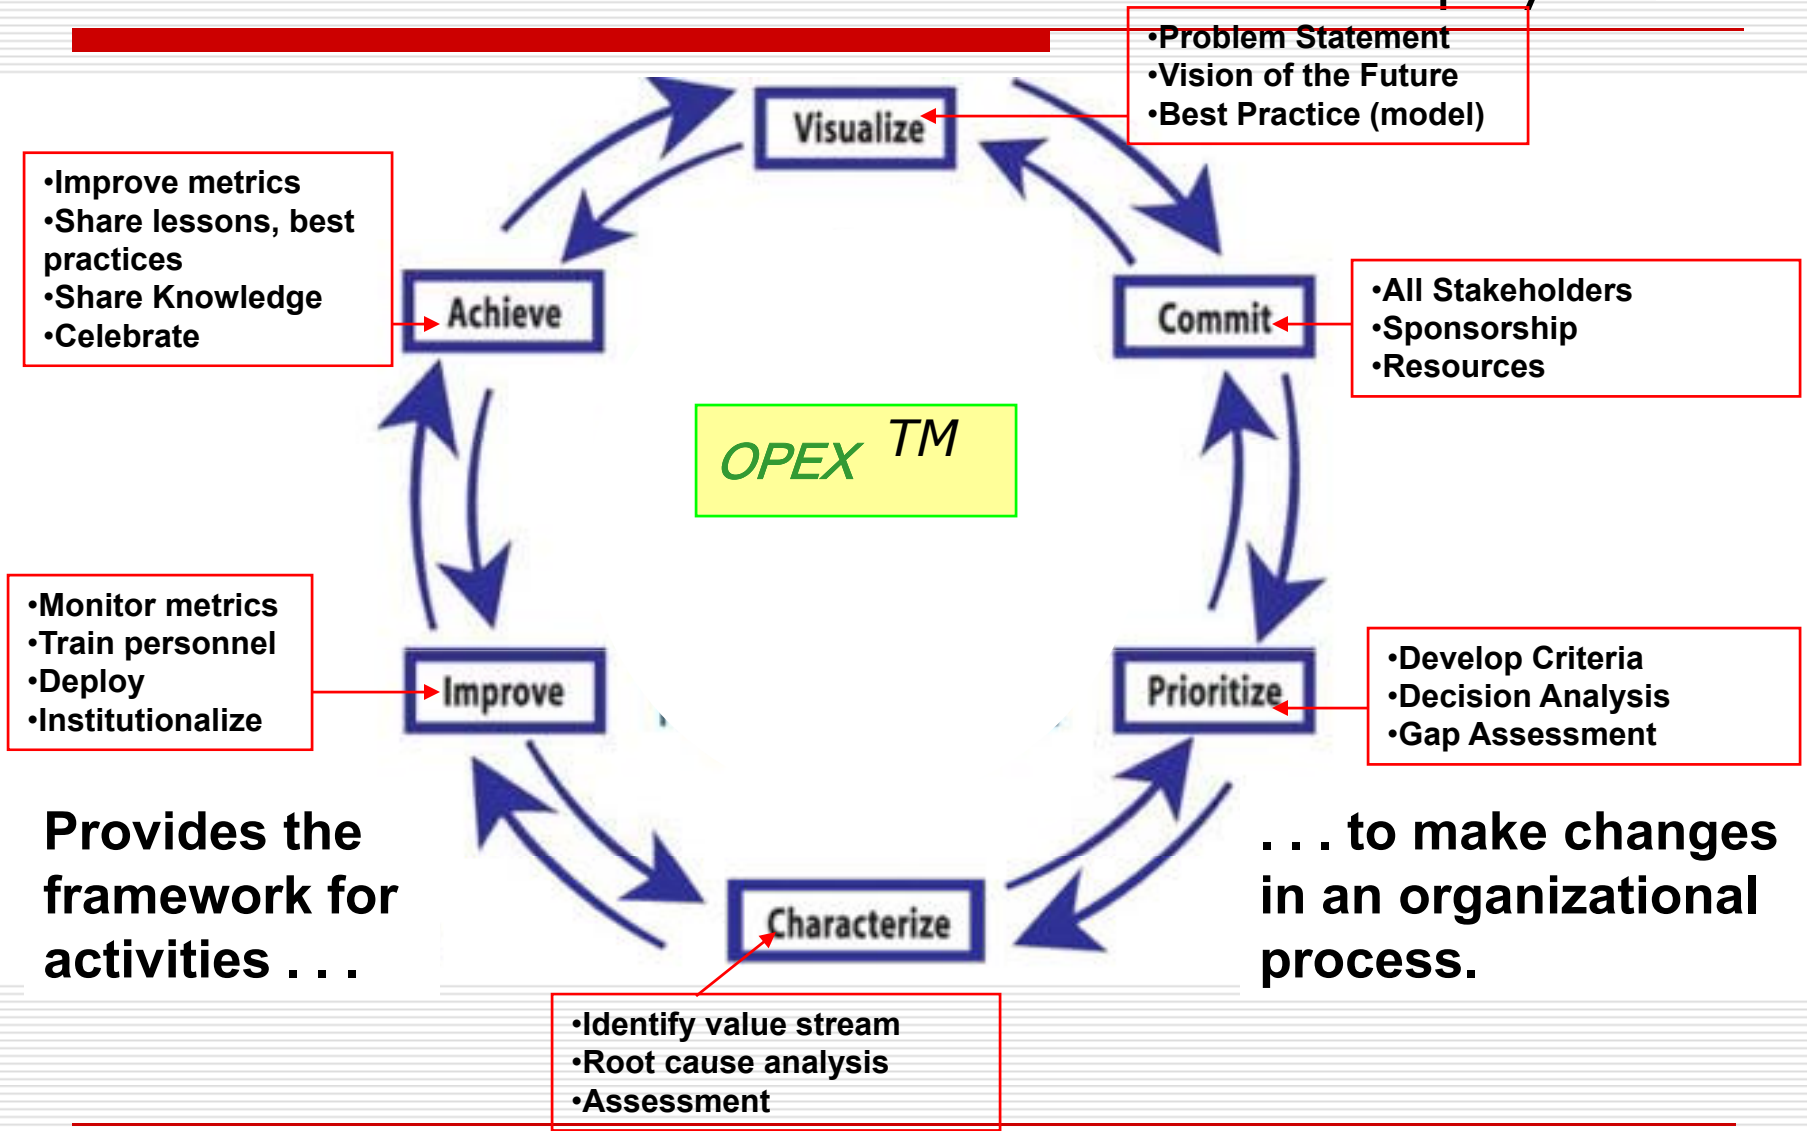 •Problem Statement
•Vision of the Future
•Best Practice (model)
Visualize
•Improve metrics
•Share lessons, best
practices
•Share Knowledge
•Celebrate
Achieve
Commit
•All Stakeholders
•Sponsorship
•Resources
OPEX TM
•Monitor metrics
•Train personnel
•Deploy
•Institutionalize
Improve
Prioritize
•Develop Criteria
•Decision Analysis
•Gap Assessment
Provides the
framework for
activities . . .
. . . to make changes
in an organizational
process.
Characterize
•Identify value stream
•Root cause analysis
•Assessment